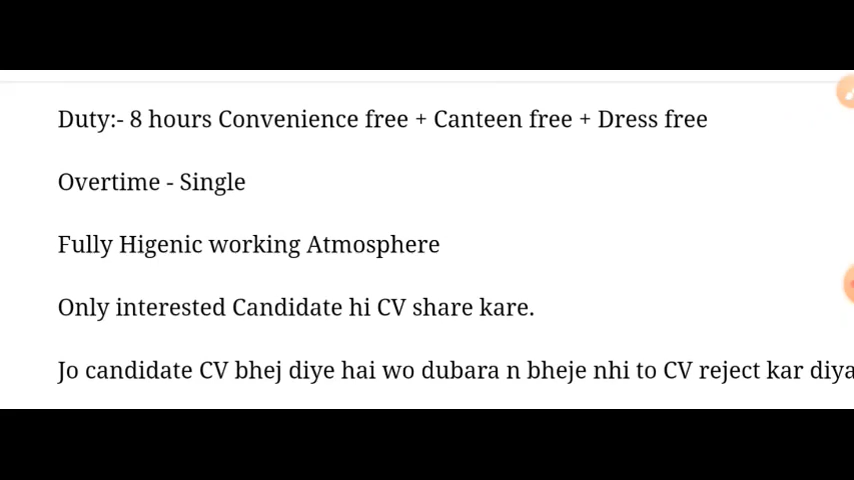 Duty:- 8 hours Convenience free + Canteen free + Dress free
Overtime - Single
Fully Higenic working Atmosphere
Only interested Candidate hi CV share kare.
Jo candidate CV bhej diye hai wo dubara n bheje nhi to CV reject kar diya